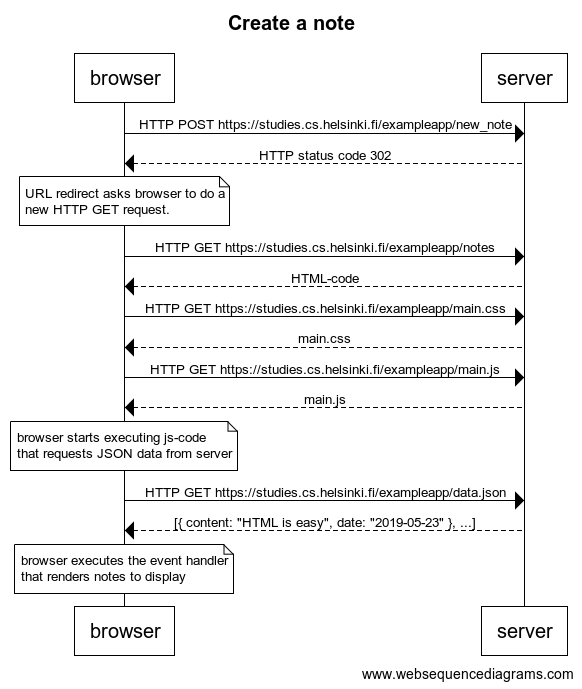 Create a note
browser
server
HTTP POST https://studies.cs.helsinki.fi/exampleapp/new_note
HTTP status code 302
URL redirect asks browser to do a
new HTTP GET request.
HTTP GET https://studies.cs.helsinki.fi/exampleapp/notes
HTML-code
HTTP GET https://studies.cs.helsinki.fi/exampleapp/main.css
main.css
HTTP GET https://studies.cs.helsinki.fi/exampleapp/main.js
main.js
browser starts executing js-code
that requests JSON data from server
HTTP GET https://studies.cs.helsinki.fi/exampleapp/data.json
[{ content: "HTML is easy", date: "2019-05-23" }, ...]
browser executes the event handler
that renders notes to display
browser
server
www.websequencediagrams.com